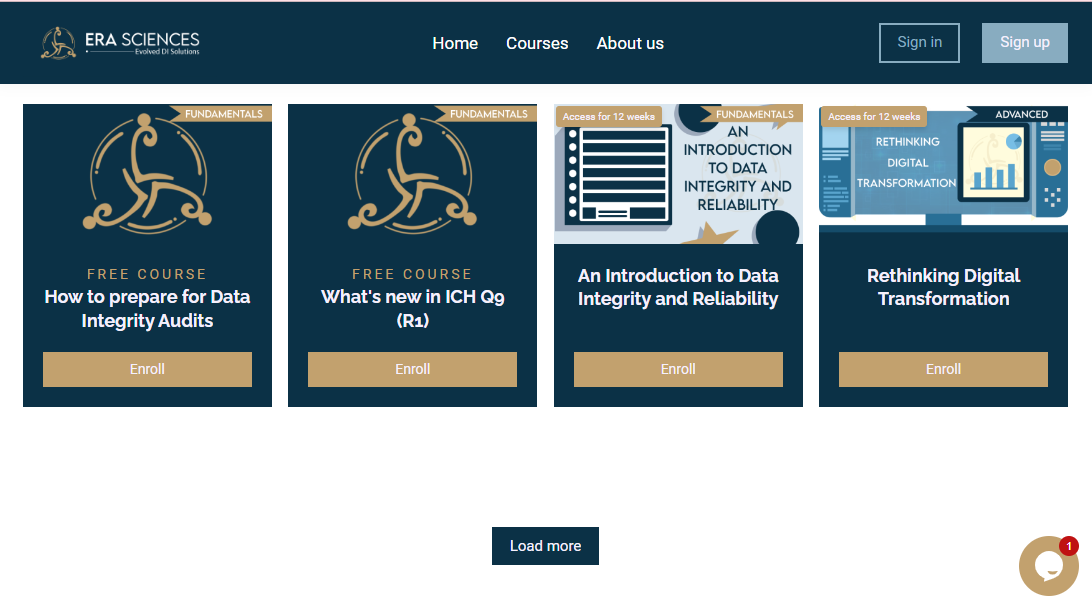 ERA SCIENCES
Evolved DI Solutions
Home
Courses
About us
Sign in
Sign up
FUNDAMENTALS
FREE COURSE
How to prepare for Data
Integrity Audits
Enroll
FUNDAMENTALS
FREE COURSE
What's new in ICH Q9
(R1)
Enroll
Access for 12 weeks
FUNDAMENTALS
AN
INTRODUCTION
TO DATA
INTEGRITY AND
RELIABILITY
An Introduction to Data
Integrity and Reliability
Enroll
Access for 12 weeks
ADVANCED
RETHINKING
DIGITAL
TRANSFORMATION
Rethinking Digital
Transformation
Enroll
Load more
1